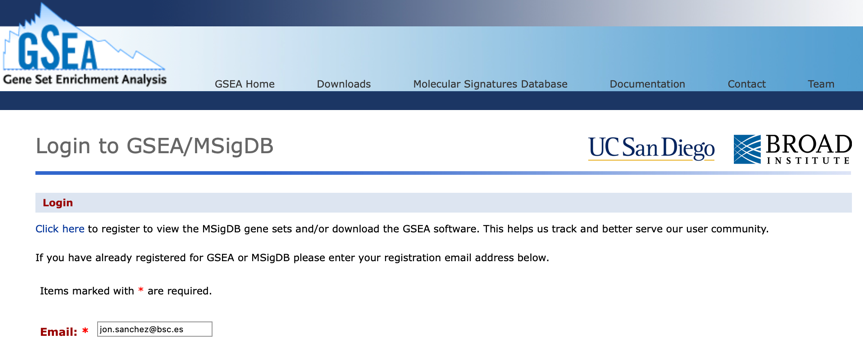 GSEA
Gene Set Enrichment Analysis
GSEA Home Downloads Molecular Signatures Database Documentation Contact Team
Login to GSEA/MSigDB
UC San Diego
BROAD
INSTITUTE
Login
Click here to register to view the MSigDB gene sets and/or download the GSEA software. This helps us track and better serve our user community.
If you have already registered for GSEA or MSigDB please enter your registration email address below.
Items marked with * are required.
Email: * jon.sanchez@bsc.es